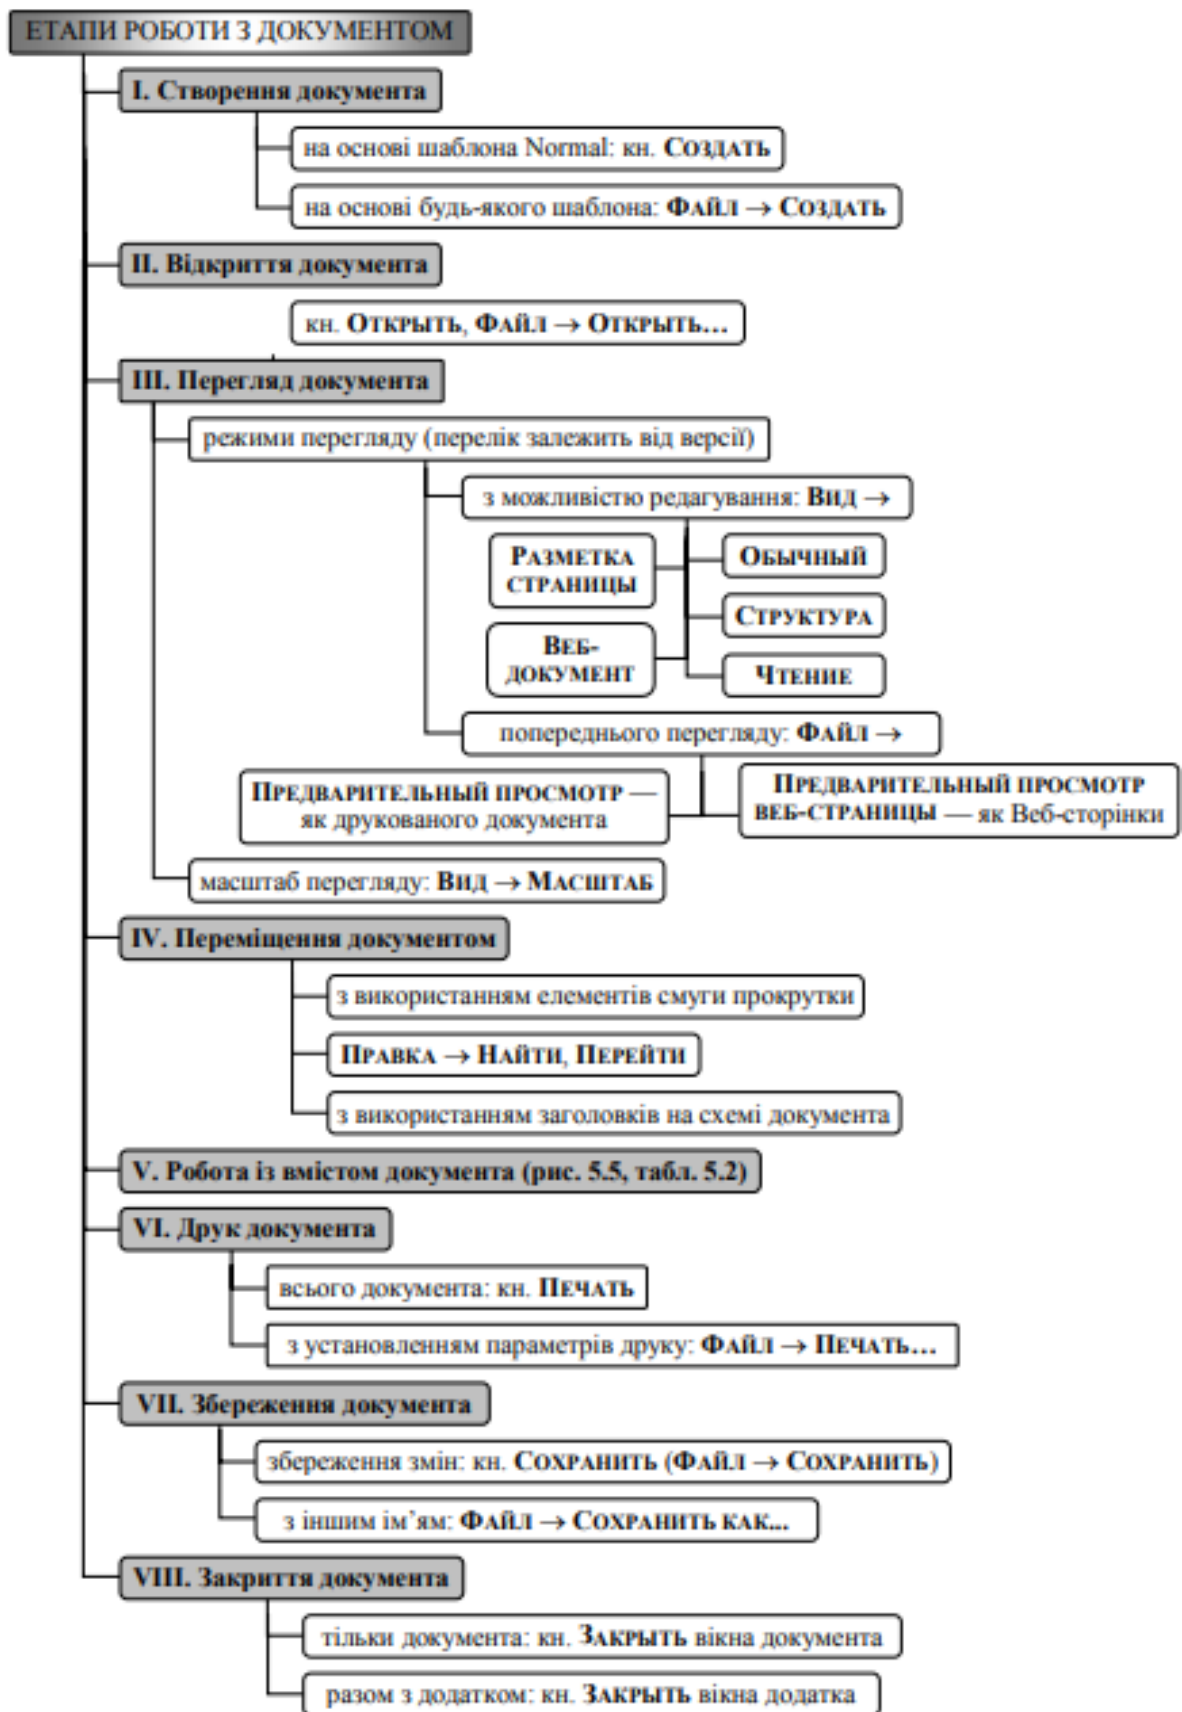 ЕТАПИ РОБОТИ З ДОКУМЕНТОМ
I. Створення документа
на основі шаблона Normal: кн. СОЗДАТЬ
на основі будь-якого шаблона: ФАЙЛ → СОЗДАТЬ
II. Відкриття документа
кн. ОТКРЫТЬ, ФАЙЛ → ОТКРЫТЬ…
III. Перегляд документа
режими перегляду (перелік залежить від версії)
з можливістю редагування: ВИД →
РАЗМЕТКА
СТРАНИЦЫ
ОБЫЧНЫЙ
СТРУКТУРА
ВЕБ-
ДОКУМЕНТ
ЧТЕНИЕ
попереднього перегляду: ФАЙЛ →
ПРЕДВАРИТЕЛЬНЫЙ ПРОСМОТР —
як друкованого документа
ПРЕДВАРИТЕЛЬНЫЙ ПРОСМОТР
ВЕБ-СТРАНИЦЫ — як Веб-сторінки
масштаб перегляду: ВИД → МАСШТАБ
IV. Переміщення документом
з використанням елементів смуги прокрутки
ПРАВКА → НАЙТИ, ПЕРЕЙТИ
з використанням заголовків на схемі документа
V. Робота із вмістом документа (рис. 5.5, табл. 5.2)
VI. Друк документа
всього документа: кн. ПЕЧАТЬ
з установленням параметрів друку: ФАЙЛ → ПЕЧАТЬ…
VII. Збереження документа
збереження змін: кн. СОХРАНИТЬ (ФАЙЛ → СОХРАНИТЬ)
з іншим ім’ям: ФАЙЛ → СОХРАНИТЬ КАК...
VIII. Закриття документа
тільки документа: кн. ЗАКРЫТЬ вікна документа
разом з додатком: кн. ЗАКРЫТЬ вікна додатка